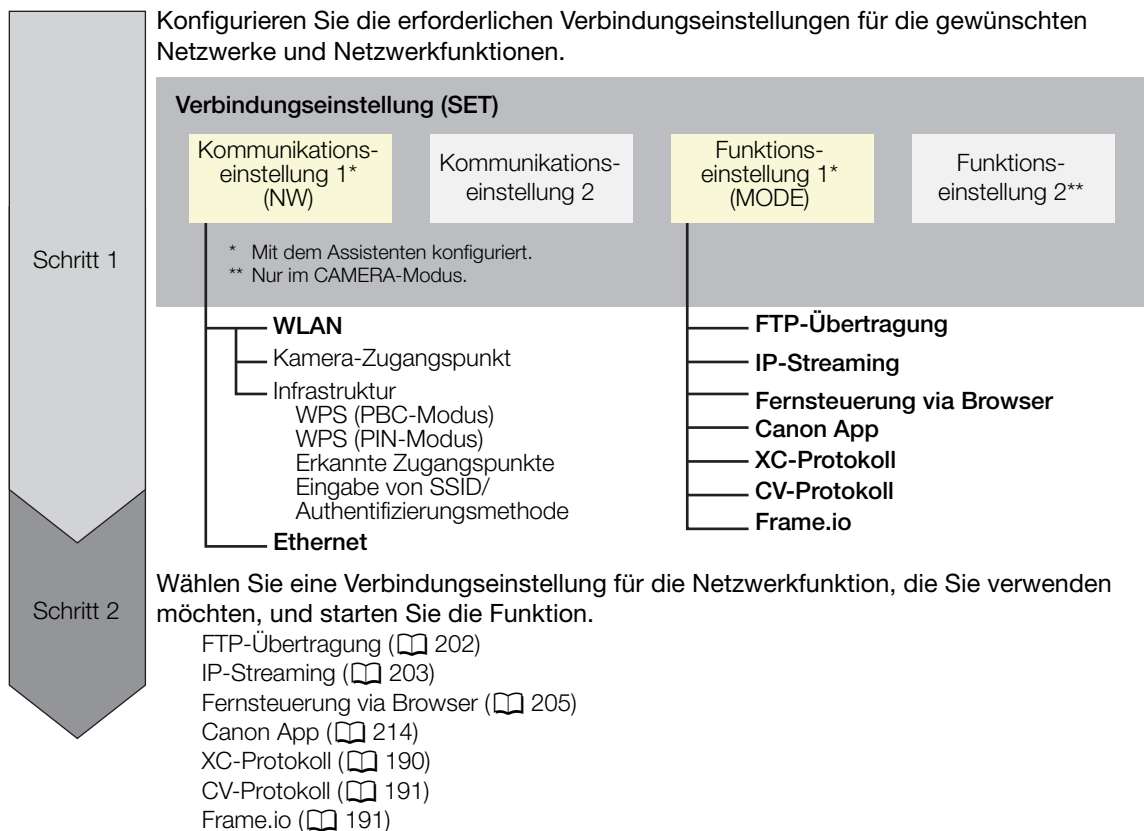 Konfigurieren Sie die erforderlichen Verbindungseinstellungen für die gewünschten
Netzwerke und Netzwerkfunktionen.
Schritt 1
Verbindungseinstellung (SET)
Kommunikations-
einstellung 1*
(NW)
Kommunikations-
einstellung 2
Funktions-
einstellung 1*
(MODE)
Funktions-
einstellung 2**
* Mit dem Assistenten konfiguriert.
** Nur im CAMERA-Modus.
WLAN
Kamera-Zugangspunkt
Infrastruktur
WPS (PBC-Modus)
WPS (PIN-Modus)
Erkannte Zugangspunkte
Eingabe von SSID/
Authentifizierungsmethode
Ethernet
FTP-Übertragung
IP-Streaming
Fernsteuerung via Browser
Canon App
XC-Protokoll
CV-Protokoll
Frame.io
Schritt 2
Wählen Sie eine Verbindungseinstellung für die Netzwerkfunktion, die Sie verwenden
möchten, und starten Sie die Funktion.
FTP-Übertragung (📖 202)
IP-Streaming (📖 203)
Fernsteuerung via Browser (📖 205)
Canon App (📖 214)
XC-Protokoll (📖 190)
CV-Protokoll (📖 191)
Frame.io (📖 191)